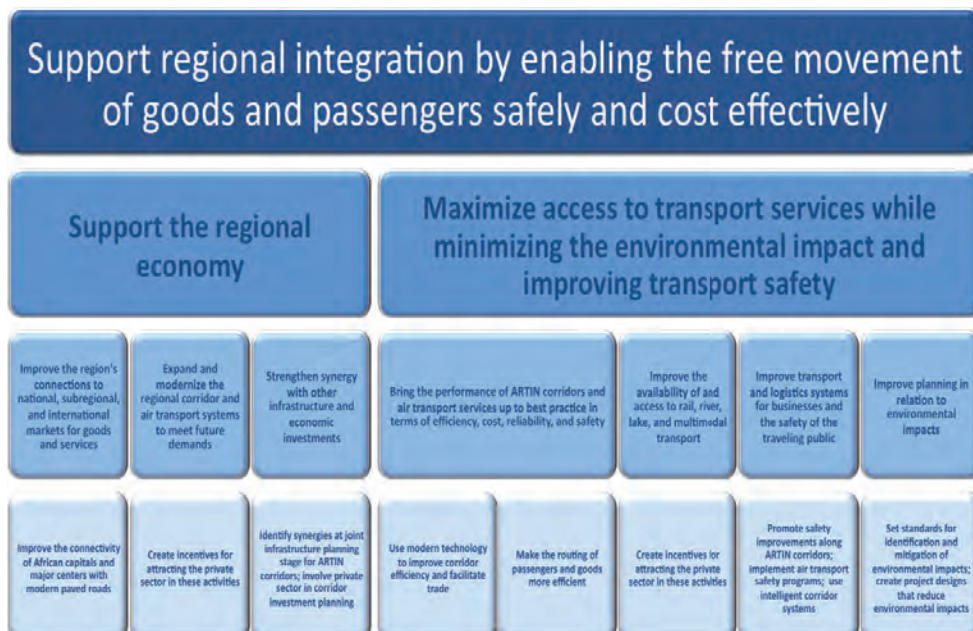 Support regional integration by enabling the free movement
of goods and passengers safely and cost effectively
Support the regional
economy
Maximize access to transport services while
minimizing the environmental impact and
improving transport safety
Improve the region's
connections to
national, subregional,
and international
markets for goods
and services
Expand and
modernize the
regional corridor and
air transport systems
to meet future
demands
Strengthen synergy
with other
infrastructure and
economic
investments
Bring the performance of ARTIN corridors and
air transport services up to best practice in
terms of efficiency, cost, reliability, and safety
Improve the
availability of and
access to rail, river,
lake, and multimodal
transport
Improve transport
and logistics systems
for businesses and
the safety of the
traveling public
Improve planning in
relation to
environmental
impacts
Improve the connectivity
of African capitals and
major centers with
modern paved roads
Create incentives for
attracting the private
sector in these activities
Identify synergies at joint
infrastructure planning
stage for ARTIN
corridors; involve private
sector in corridor
investment planning
Use modern technology
to improve corridor
efficiency and facilitate
trade
Make the routing of
passengers and goods
more efficient
Create incentives for
attracting the private
sector in these activities
Promote safety
improvements along
ARTIN corridors;
implement air transport
safety programs; use
intelligent corridor
systems
Set standards for
identification and
mitigation of
environmental impacts;
create project designs
that reduce
environmental impacts